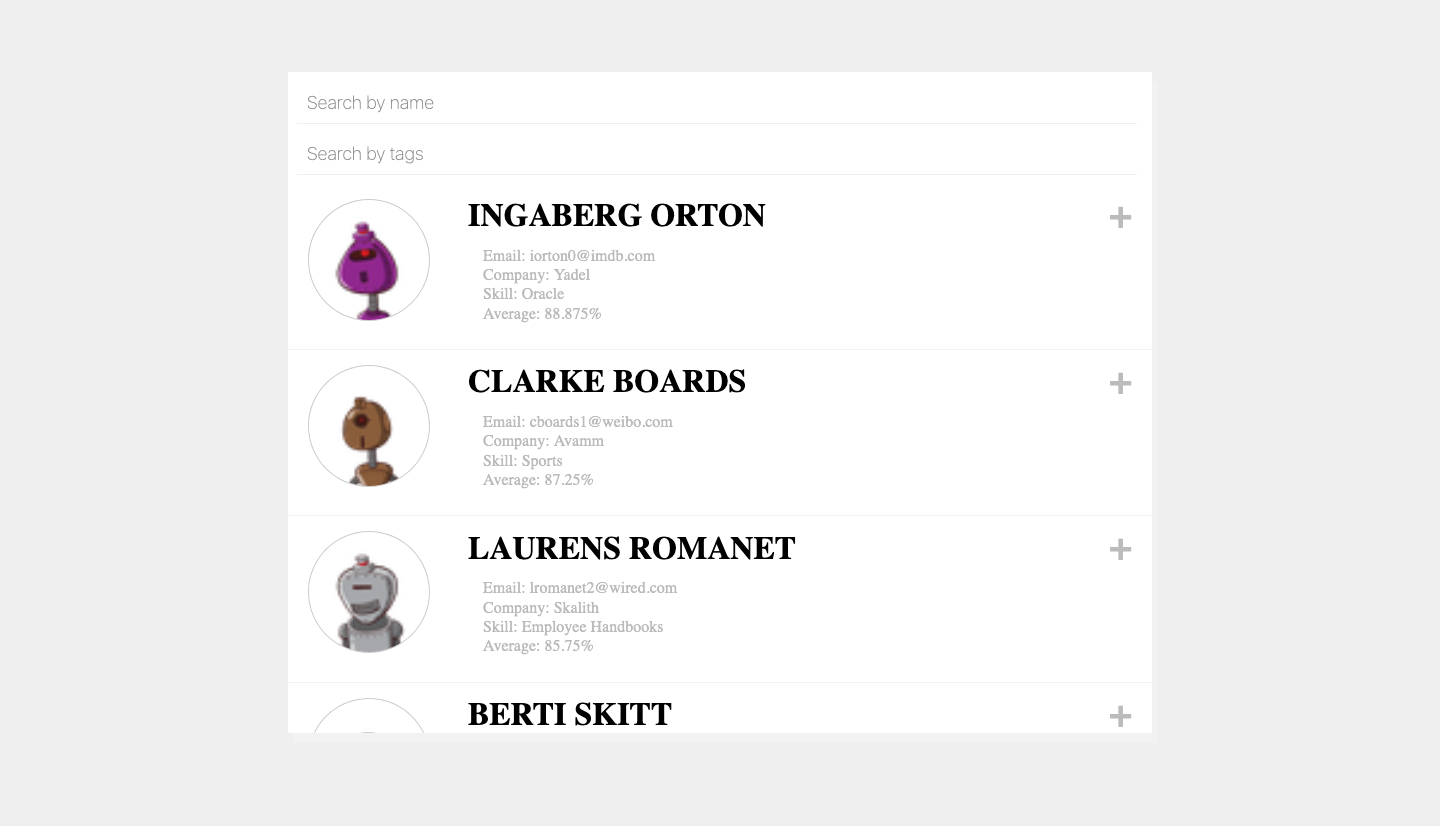 Search by name
Search by tags
INGABERG ORTON
+
Email: iorton0@imdb.com
Company: Yadel
Skill: Oracle
Average: 88.875%
CLARKE BOARDS
+
Email: cboards1@weibo.com
Company: Avamm
Skill: Sports
Average: 87.25%
LAURENS ROMANET
+
Email: lromanet2@wired.com
Company: Skalith
Skill: Employee Handbooks
Average: 85.75%
BERTI SKITT
+